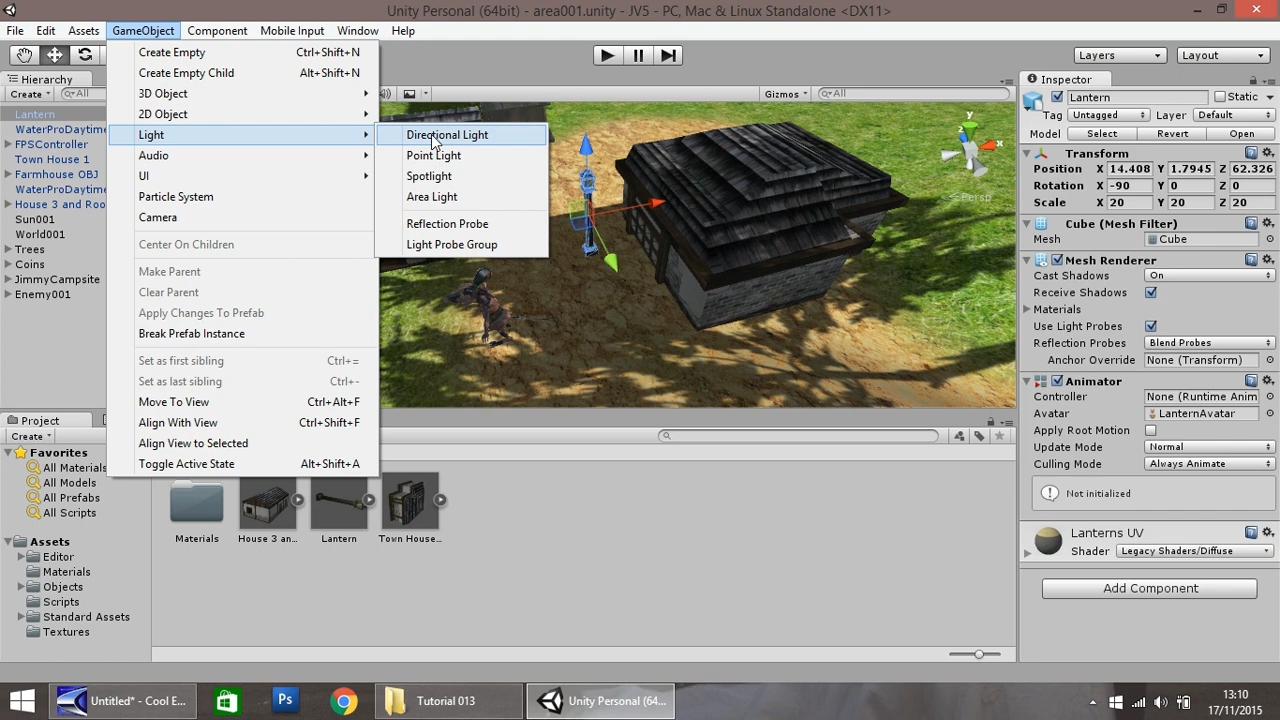 Unity Personal (64bit) - area001.unity - JV5 - PC, Mac & Linux Standalone <DX11>
File Edit Assets GameObject Component Mobile Input Window Help
Layers Layout
Create Empty Ctrl+Shift+N
Create Empty Child Alt+Shift+N
3D Object
2D Object
Light
Audio
UI
Particle System
Camera
Center On Children
Make Parent
Clear Parent
Apply Changes To Prefab
Break Prefab Instance
Set as first sibling Ctrl+=
Set as last sibling Ctrl+-
Move To View Ctrl+Alt+F
Align With View Ctrl+Shift+F
Align View to Selected
Toggle Active State Alt+Shift+A
Directional Light
Point Light
Spotlight
Area Light
Reflection Probe
Light Probe Group
Hierarchy
Create All
Lantern
WaterProDaytime
FPSController
Town House 1
Farmhouse OBJ
WaterProDaytime
House 3 and Roo
Sun001
World001
Trees
Coins
JimmyCampsite
Enemy001
Gizmos All
y
x
z
Persp
Inspector
Lantern Static
Tag Untagged Layer Default
Model Select Revert Open
Transform
Position X 14.408 Y 1.7945 Z 62.326
Rotation X -90 Y 0 Z 0
Scale X 20 Y 20 Z 20
Cube (Mesh Filter)
Mesh Cube
Mesh Renderer
Cast Shadows On
Receive Shadows
Materials
Use Light Probes
Reflection Probes Blend Probes
Anchor Override None (Transform)
Animator
Controller None (Runtime Anim
Avatar LanternAvatar
Apply Root Motion
Update Mode Normal
Culling Mode Always Animate
Not initialized
Lanterns UV
Shader Legacy Shaders/Diffuse
Add Component
Project
Create
Favorites
All Materials
All Models
All Prefabs
All Scripts
Assets
Editor
Materials
Objects
Scripts
Standard Assets
Textures
Materials House 3 an... Lantern Town House...
Untitled* - Cool E...
Ps
Tutorial 013
Unity Personal (64...
13:10
17/11/2015